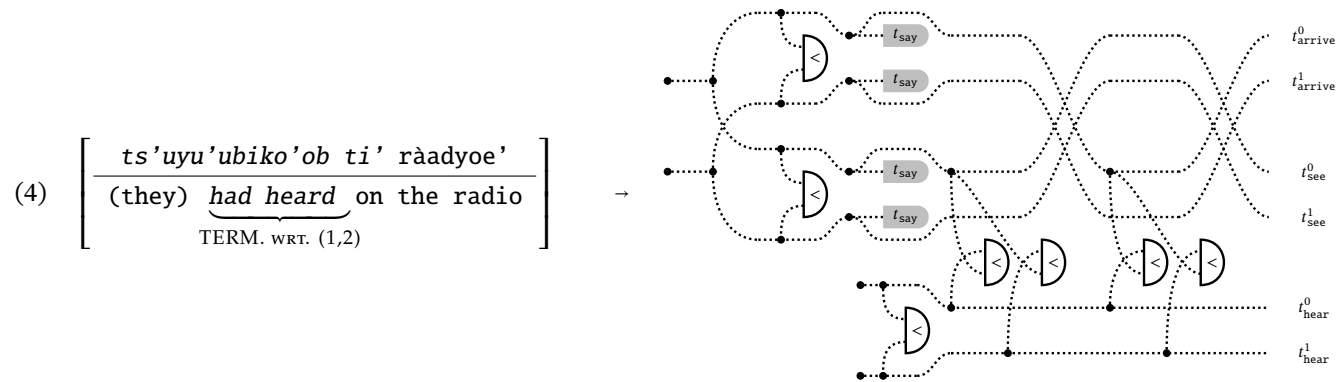 (4)
ts'uyu'ubiko'ob ti' ràadyoe'
(they) had heard on the radio
TERM. WRT. (1,2)
→
<
t_say
t_say
<
t_say
t_say
<
<
<
<
<
t^0_arrive
t^1_arrive
t^0_see
t^1_see
t^0_hear
t^1_hear